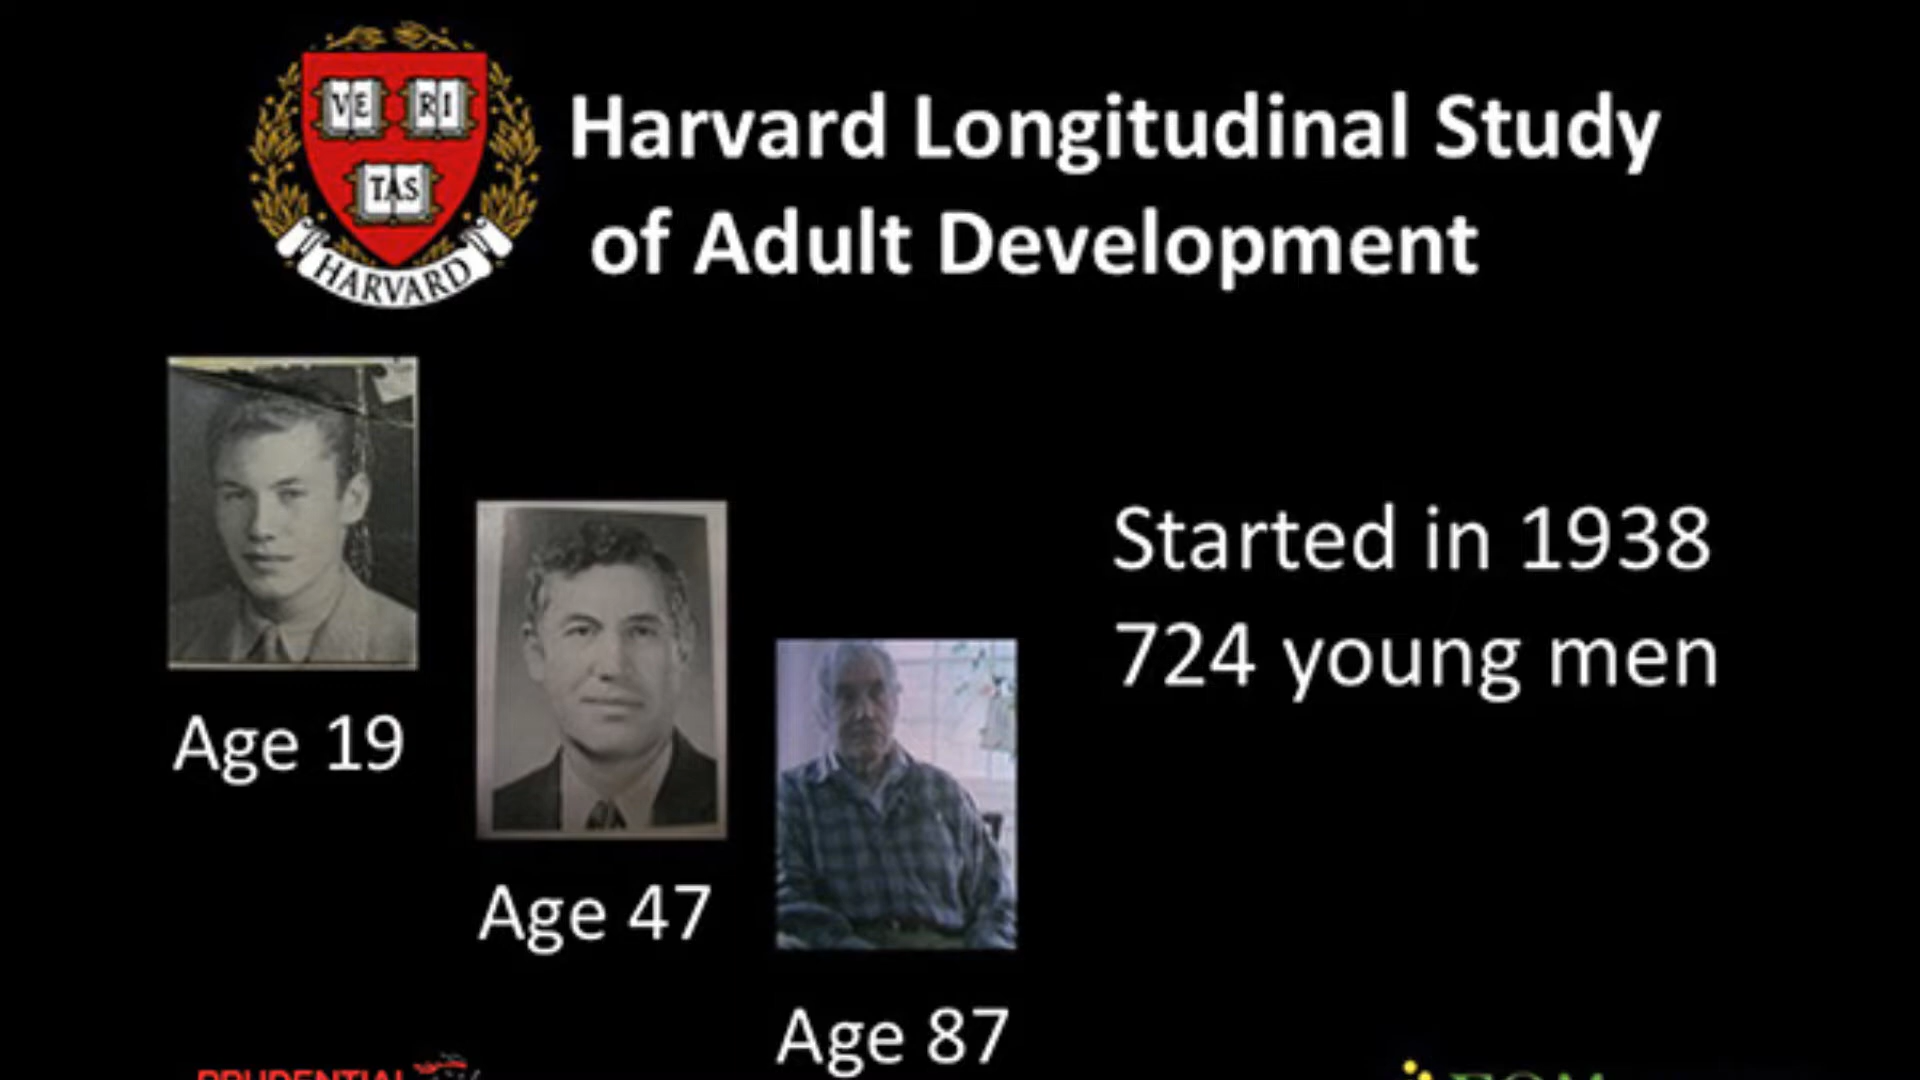 VE RI
TAS
HARVARD
Harvard Longitudinal Study
of Adult Development
Started in 1938
724 young men
Age 19
Age 47
Age 87
PRUDENTIAL